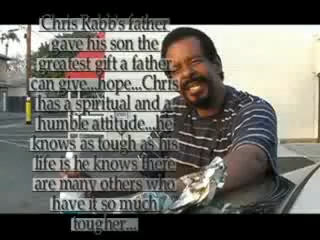 Chris Rabb's father
gave his son the
greatest gift a father
can give...hope...Chris
has a spiritual and a
humble attitude...he
knows as tough as his
life is he knows there
are many others who
have it so much
tougher...